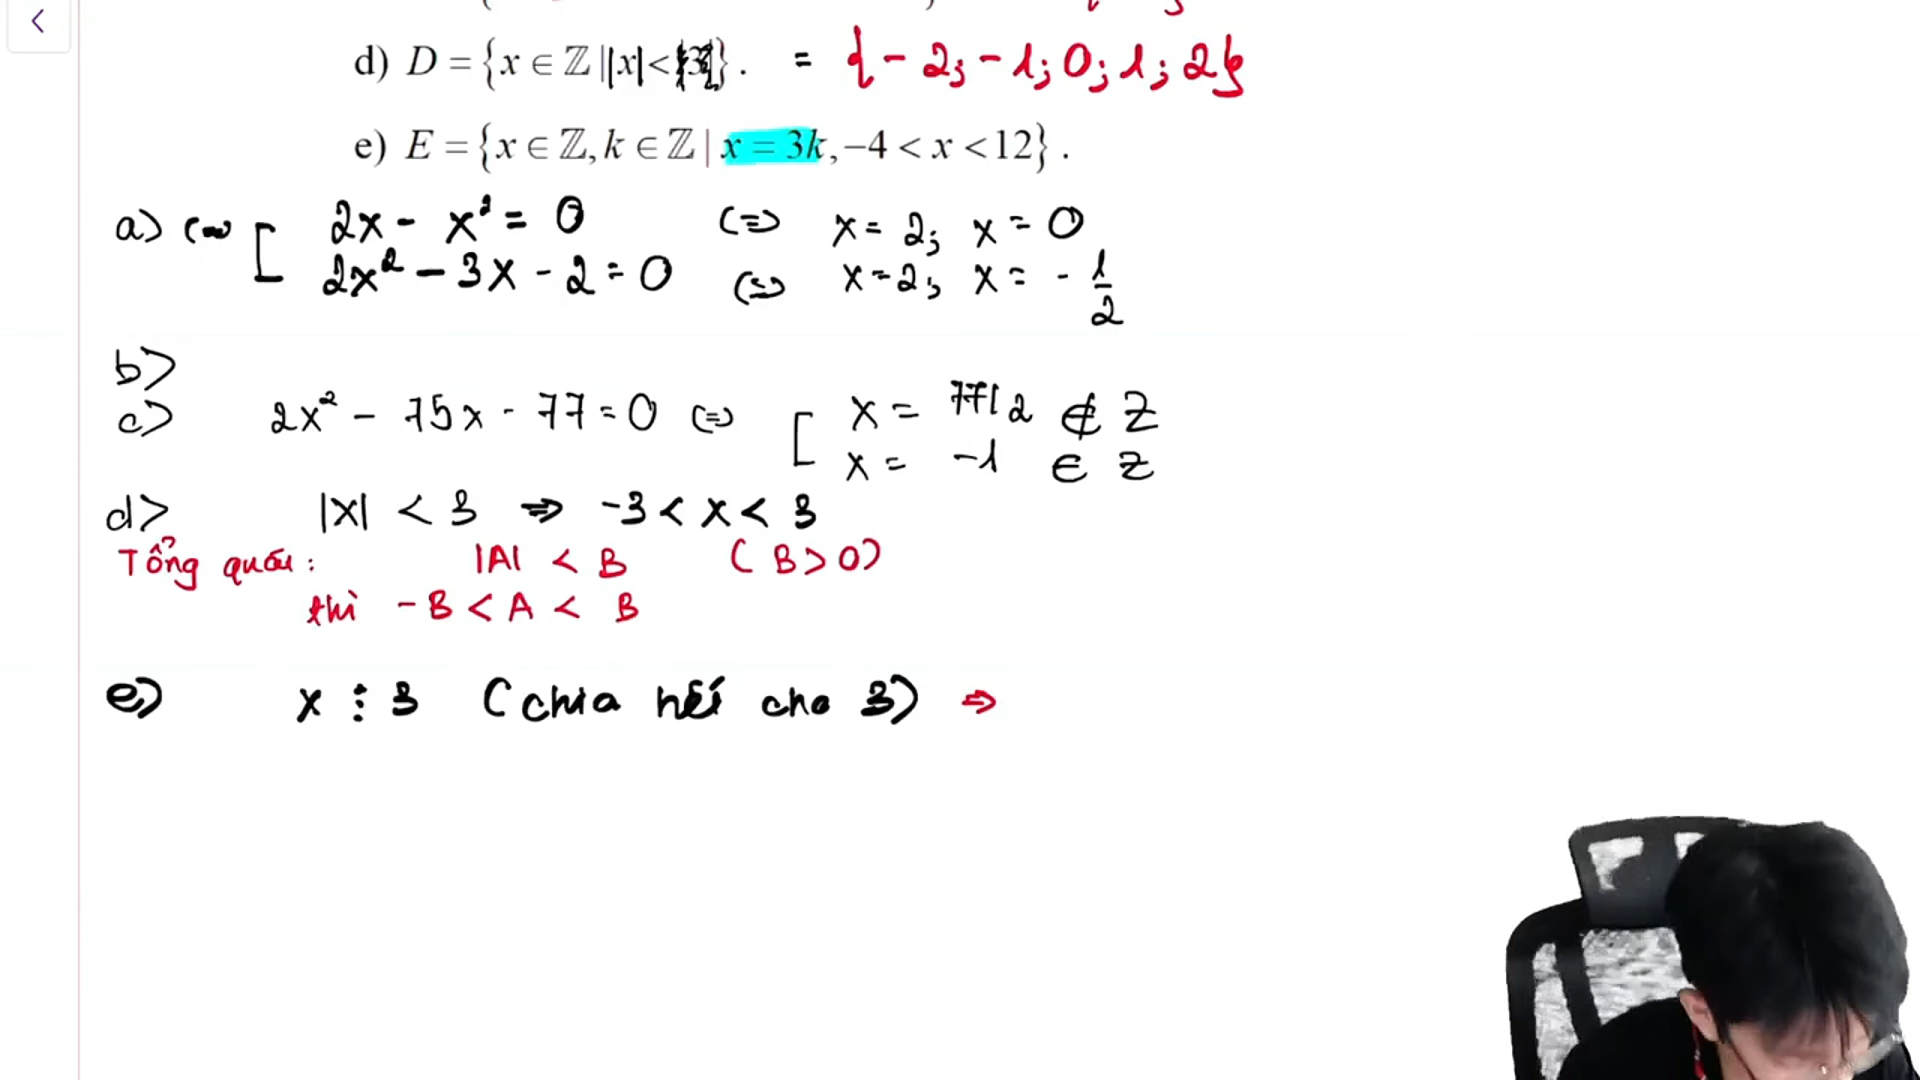 d) D = {x ∈ ℤ ||x| < 3} . = {-2; -1; 0; 1; 2}
e) E = {x ∈ ℤ, k ∈ ℤ | x = 3k, −4 < x < 12} .
a) [ 2x - x² = 0 (=) x = 2; x = 0
2x² - 3x - 2 = 0 (=) x = 2; x = - 1/2
b)
c) 2x² - 75x - 77 = 0 (=) [ x = 77/2 ∉ Z
x = -1 ∈ Z
d) |x| < 3 => -3 < x < 3
Tổng quát: |A| < B (B > 0)
thì -B < A < B
e) x ⋮ 3 (chia hết cho 3) =>